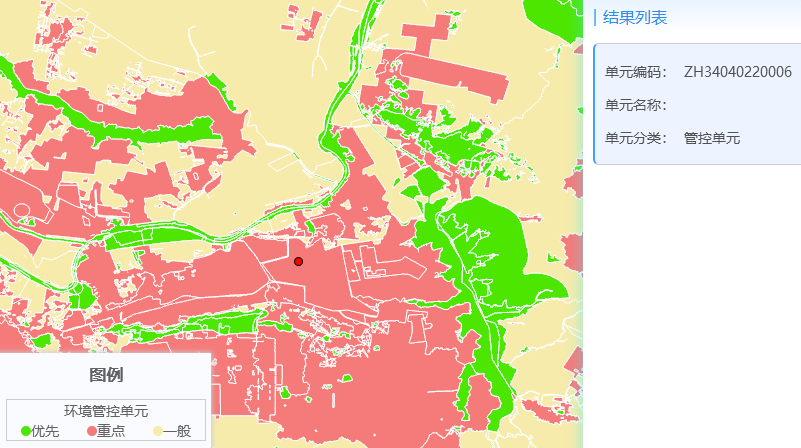 结果列表
单元编码： ZH34040220006
单元名称：
单元分类： 管控单元
图例
环境管控单元
优先 重点 一般